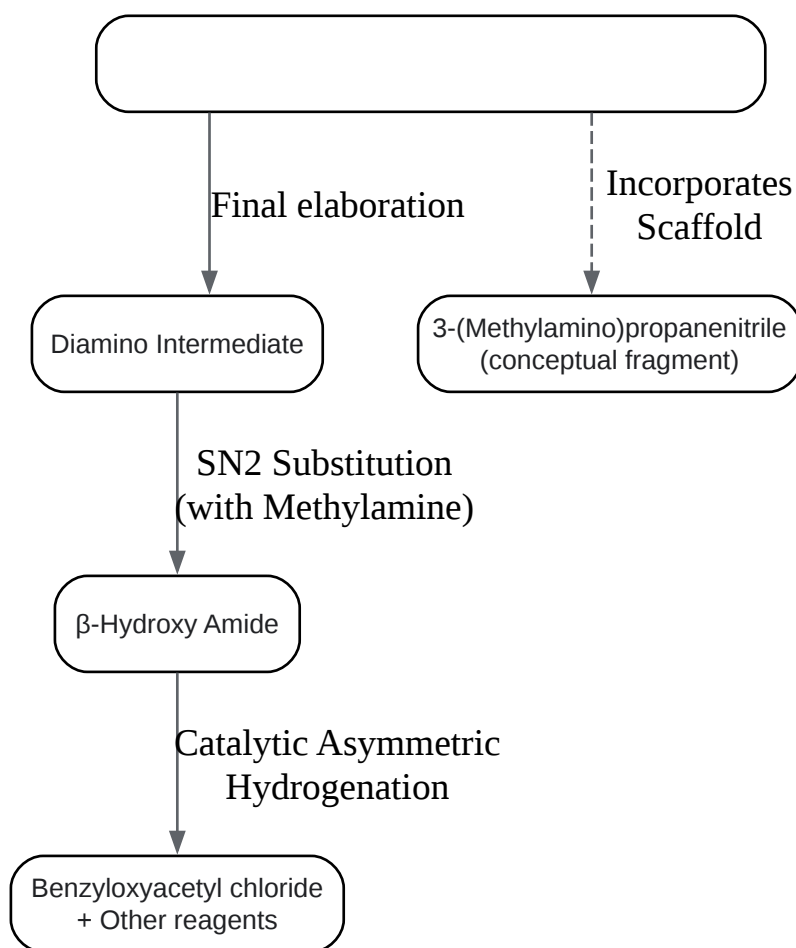 Final elaboration
Incorporates
Scaffold
Diamino Intermediate
3-(Methylamino)propanenitrile
(conceptual fragment)
SN2 Substitution
(with Methylamine)
β-Hydroxy Amide
Catalytic Asymmetric
Hydrogenation
Benzyloxyacetyl chloride
+ Other reagents